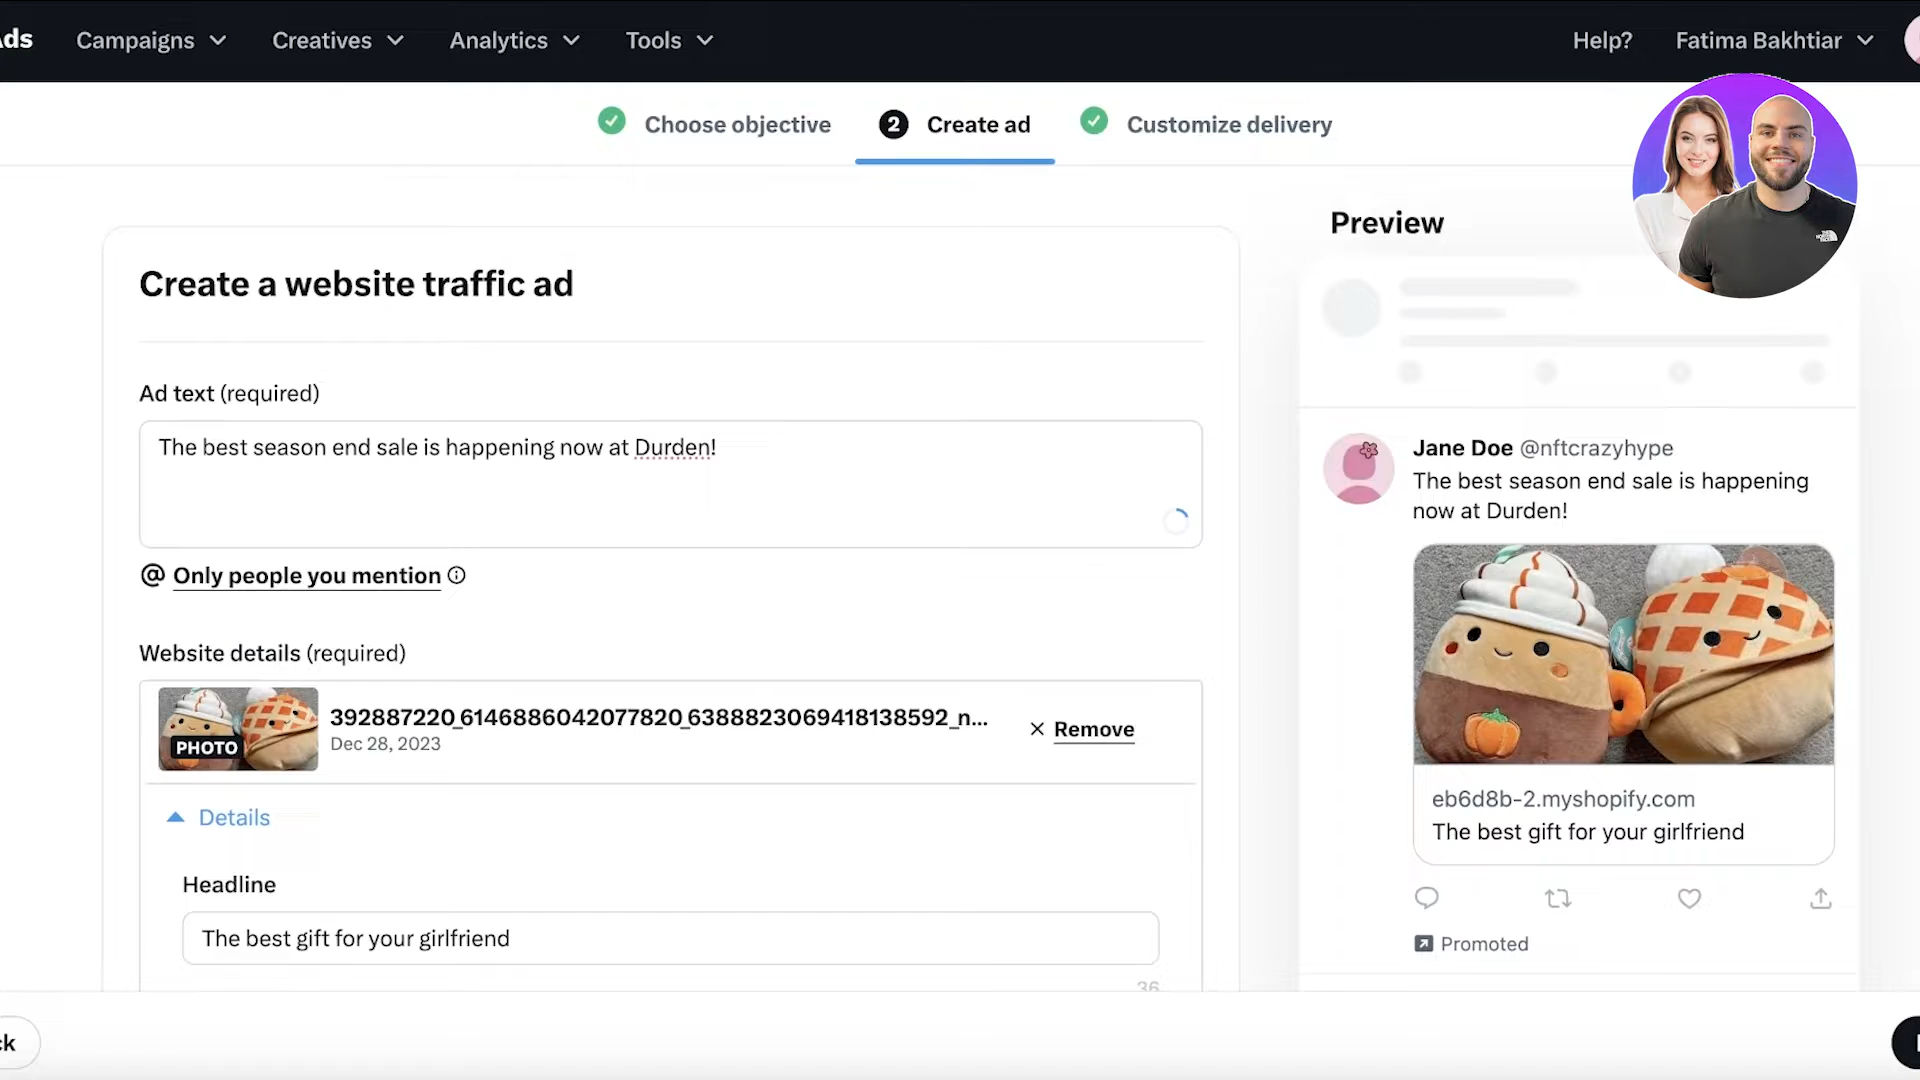 Ads
Campaigns
Creatives
Analytics
Tools
Help?
Fatima Bakhtiar
Choose objective
2 Create ad
Customize delivery
Create a website traffic ad
Ad text (required)
The best season end sale is happening now at Durden!
@ Only people you mention
Website details (required)
PHOTO
392887220_6146886042077820_6388823069418138592_n...
Dec 28, 2023
× Remove
Details
Headline
The best gift for your girlfriend
36
Preview
Jane Doe @nftcrazyhype
The best season end sale is happening
now at Durden!
eb6d8b-2.myshopify.com
The best gift for your girlfriend
Promoted
ck